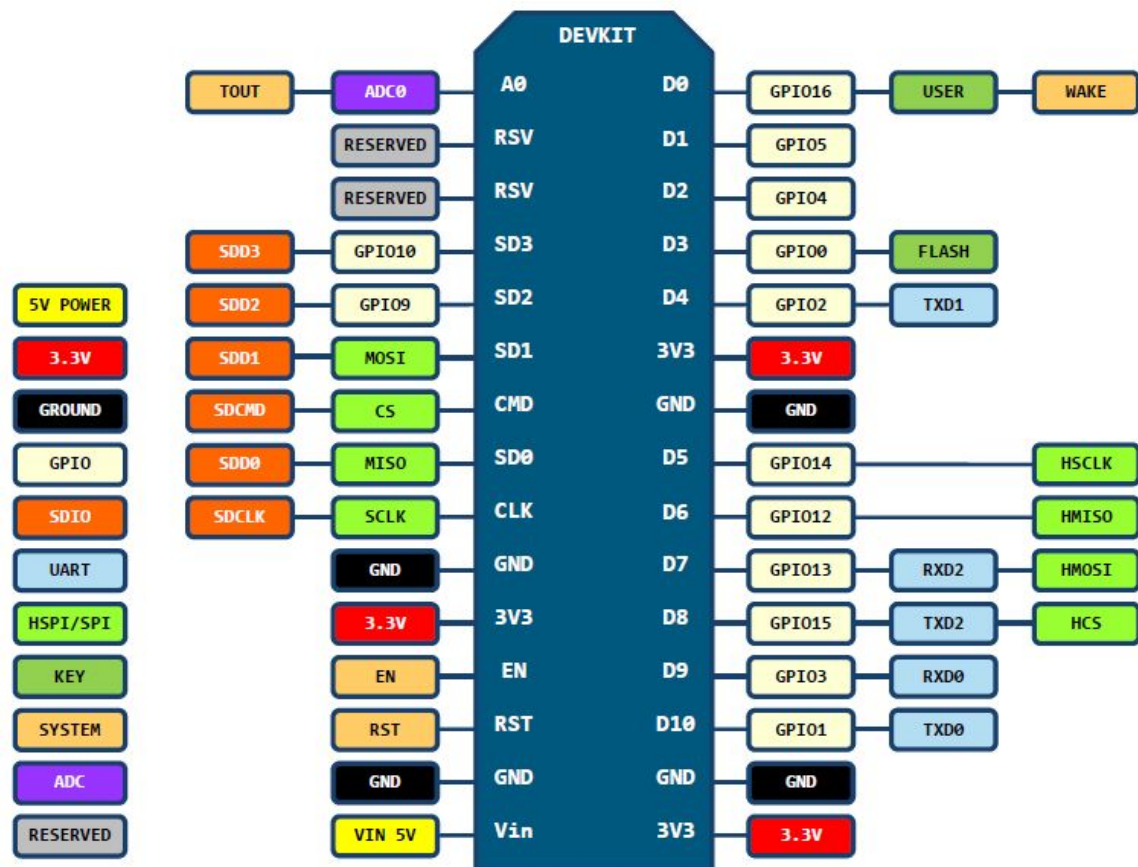 DEVKIT
TOUT ADC0 A0 D0 GPIO16 USER WAKE
RESERVED RSV D1 GPIO5
RESERVED RSV D2 GPIO4
SDD3 GPIO10 SD3 D3 GPIO0 FLASH
5V POWER SDD2 GPIO9 SD2 D4 GPIO2 TXD1
3.3V SDD1 MOSI SD1 3V3 3.3V
GROUND SDCMD CS CMD GND GND
GPIO SDD0 MISO SD0 D5 GPIO14 HSCLK
SDIO SDCLK SCLK CLK D6 GPIO12 HMISO
UART GND GND D7 GPIO13 RXD2 HMOSI
HSPI/SPI 3.3V 3V3 D8 GPIO15 TXD2 HCS
KEY EN EN D9 GPIO3 RXD0
SYSTEM RST RST D10 GPIO1 TXD0
ADC GND GND GND GND
RESERVED VIN 5V Vin 3V3 3.3V